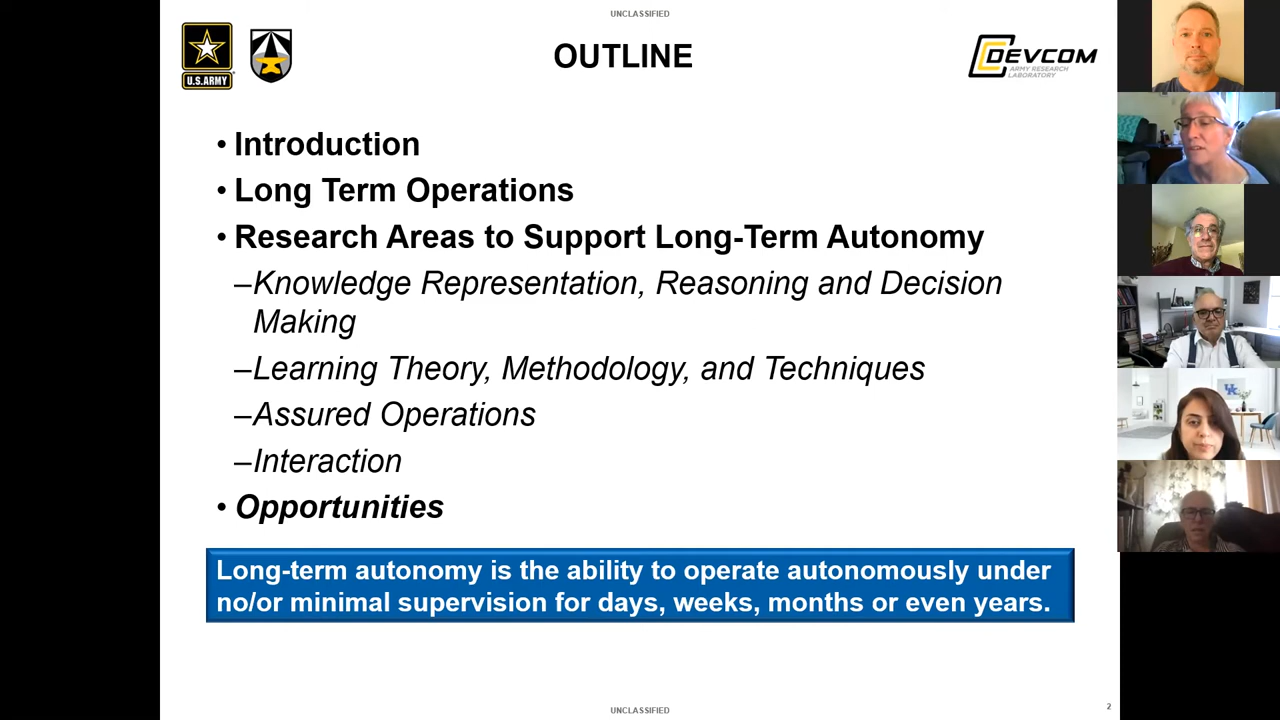 UNCLASSIFIED
U.S.ARMY
OUTLINE
DEVCOM
ARMY RESEARCH
LABORATORY
• Introduction
• Long Term Operations
• Research Areas to Support Long-Term Autonomy
–Knowledge Representation, Reasoning and Decision
Making
–Learning Theory, Methodology, and Techniques
–Assured Operations
–Interaction
• Opportunities
Long-term autonomy is the ability to operate autonomously under
no/or minimal supervision for days, weeks, months or even years.
UNCLASSIFIED
2
UK